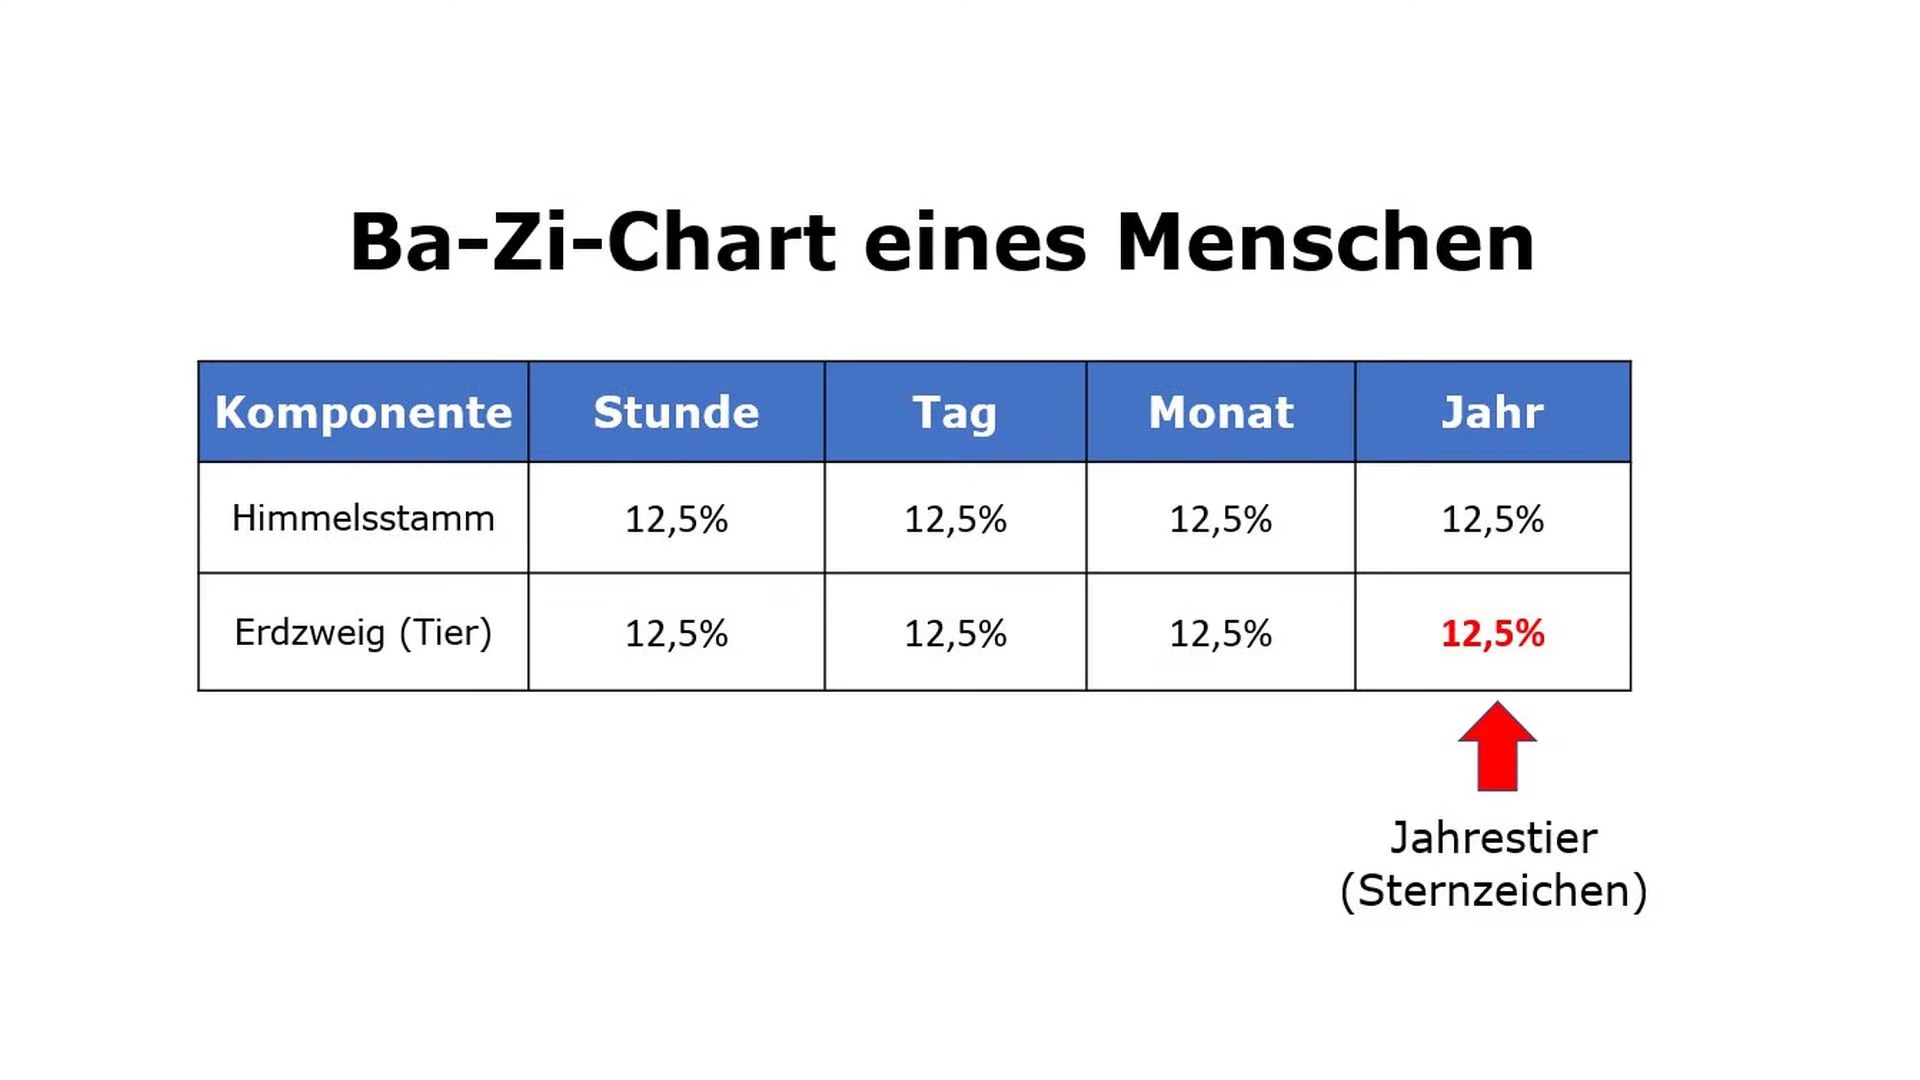 Ba-Zi-Chart eines Menschen
Komponente Stunde Tag Monat Jahr
Himmelsstamm 12,5% 12,5% 12,5% 12,5%
Erdzweig (Tier) 12,5% 12,5% 12,5% 12,5%
Jahrestier
(Sternzeichen)